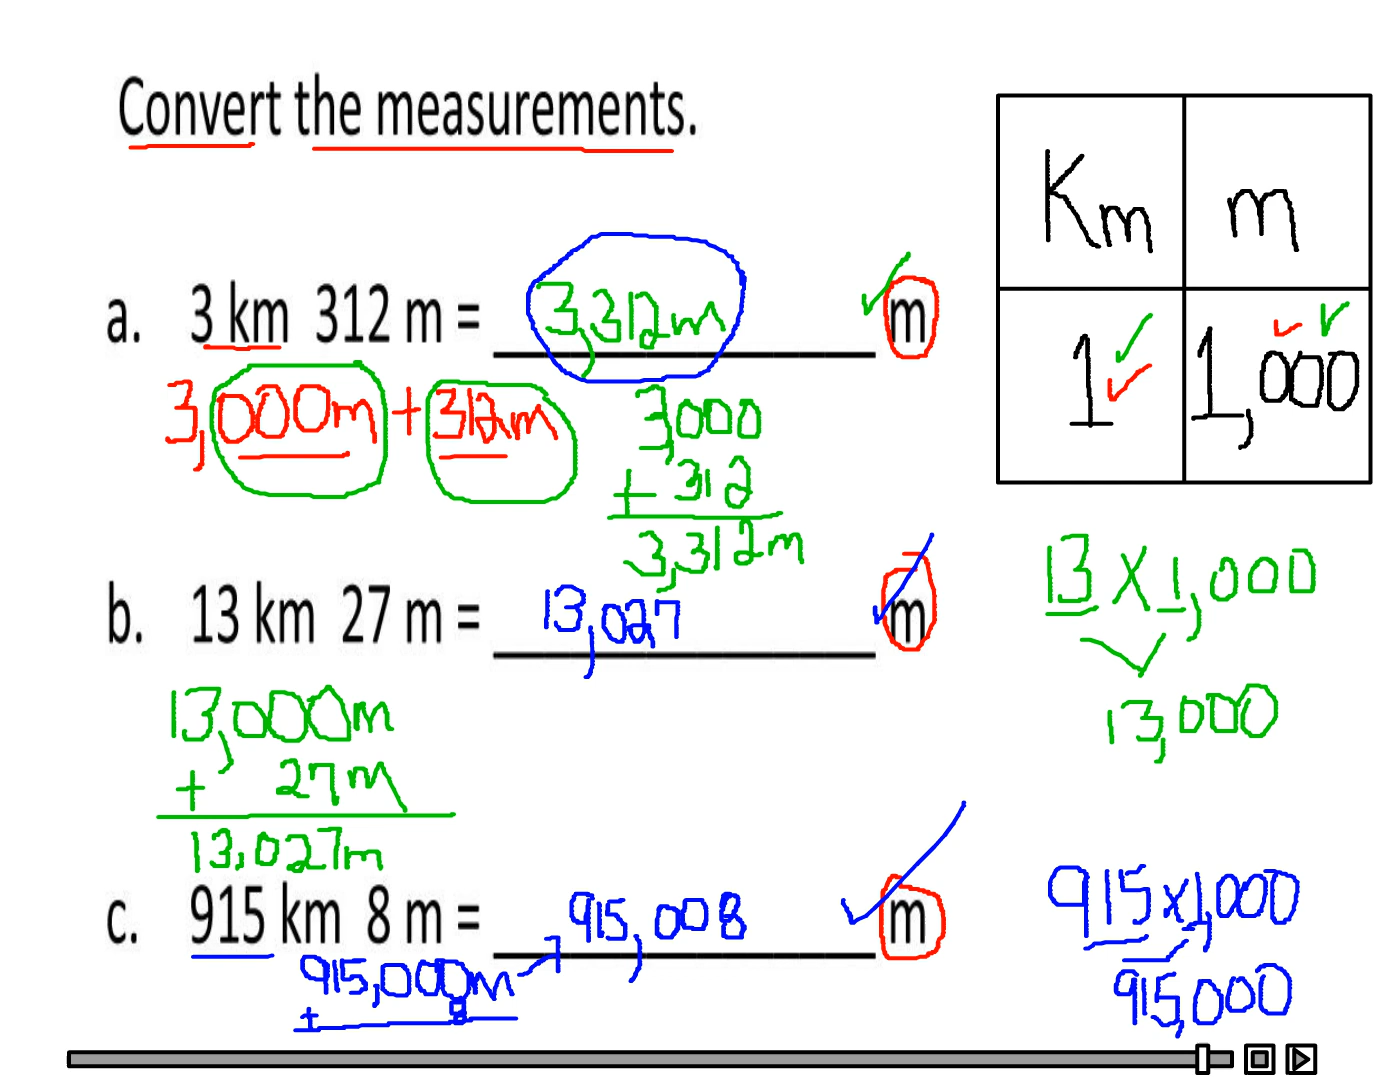 Convert the measurements.
Km m
1 1,000
a. 3 km 312 m = 3,312m m
3,000m + 312m
3,000
+ 312
3,312m
b. 13 km 27 m = 13,027 m
13 x 1,000
13,000
13,000m
+ 27m
13,027m
c. 915 km 8 m = 915,008 m
915 x 1,000
915,000
915,000m
+ 8